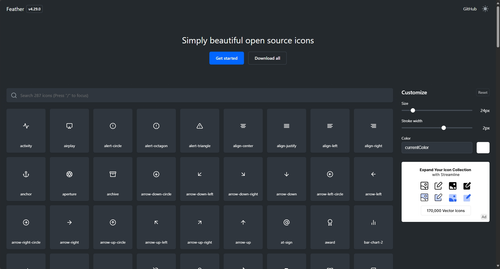 Feather v4.29.0
GitHub
Simply beautiful open source icons
Get started
Download all
Search 287 icons (Press "/" to focus)
Customize
Reset
Size
24px
Stroke width
2px
Color
currentColor
activity
airplay
alert-circle
alert-octagon
alert-triangle
align-center
align-justify
align-left
align-right
anchor
aperture
archive
arrow-down-circle
arrow-down-left
arrow-down-right
arrow-down
arrow-left-circle
arrow-left
arrow-right-circle
arrow-right
arrow-up-circle
arrow-up-left
arrow-up-right
arrow-up
at-sign
award
bar-chart-2
Expand Your Icon Collection
with Streamline
170,000 Vector Icons
Ad